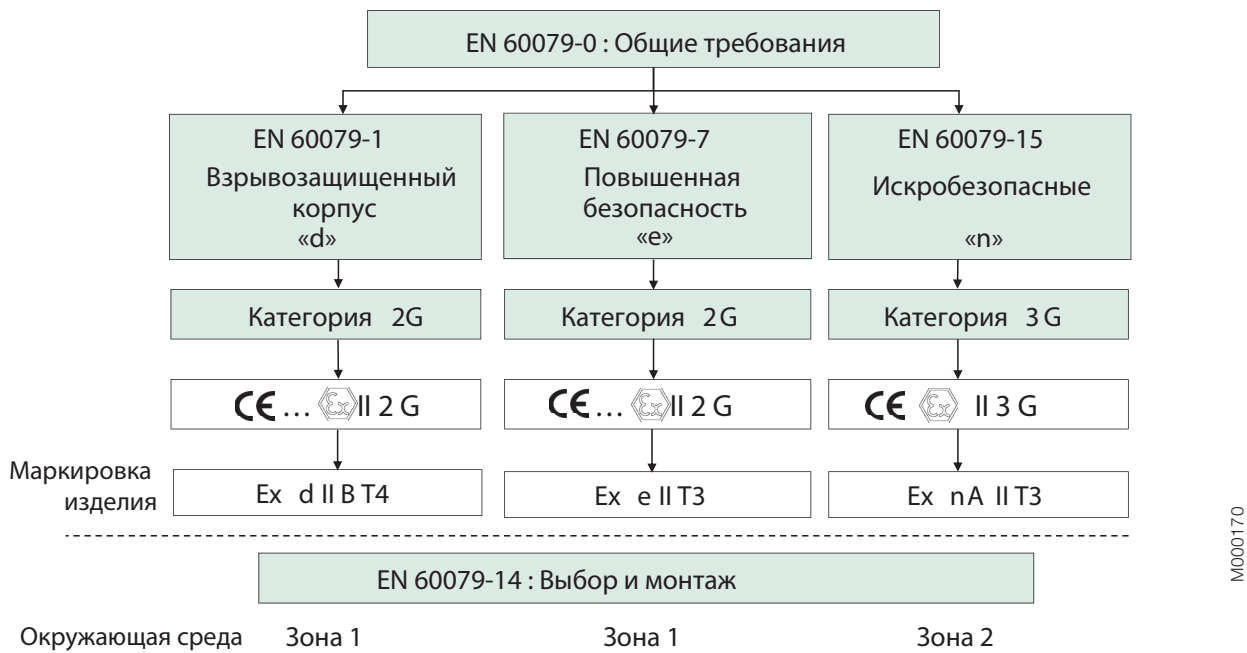 EN 60079-0 : Общие требования
EN 60079-1
Взрывозащищенный
корпус
«d»
EN 60079-7
Повышенная
безопасность
«e»
EN 60079-15
Искробезопасные
«n»
Категория 2G
Категория 2G
Категория 3 G
CE … Ex II 2 G
CE … Ex II 2 G
CE Ex II 3 G
Маркировка
изделия
Ex d II B T4
Ex e II T3
Ex nA II T3
EN 60079-14 : Выбор и монтаж
Окружающая среда
Зона 1
Зона 1
Зона 2
M000170